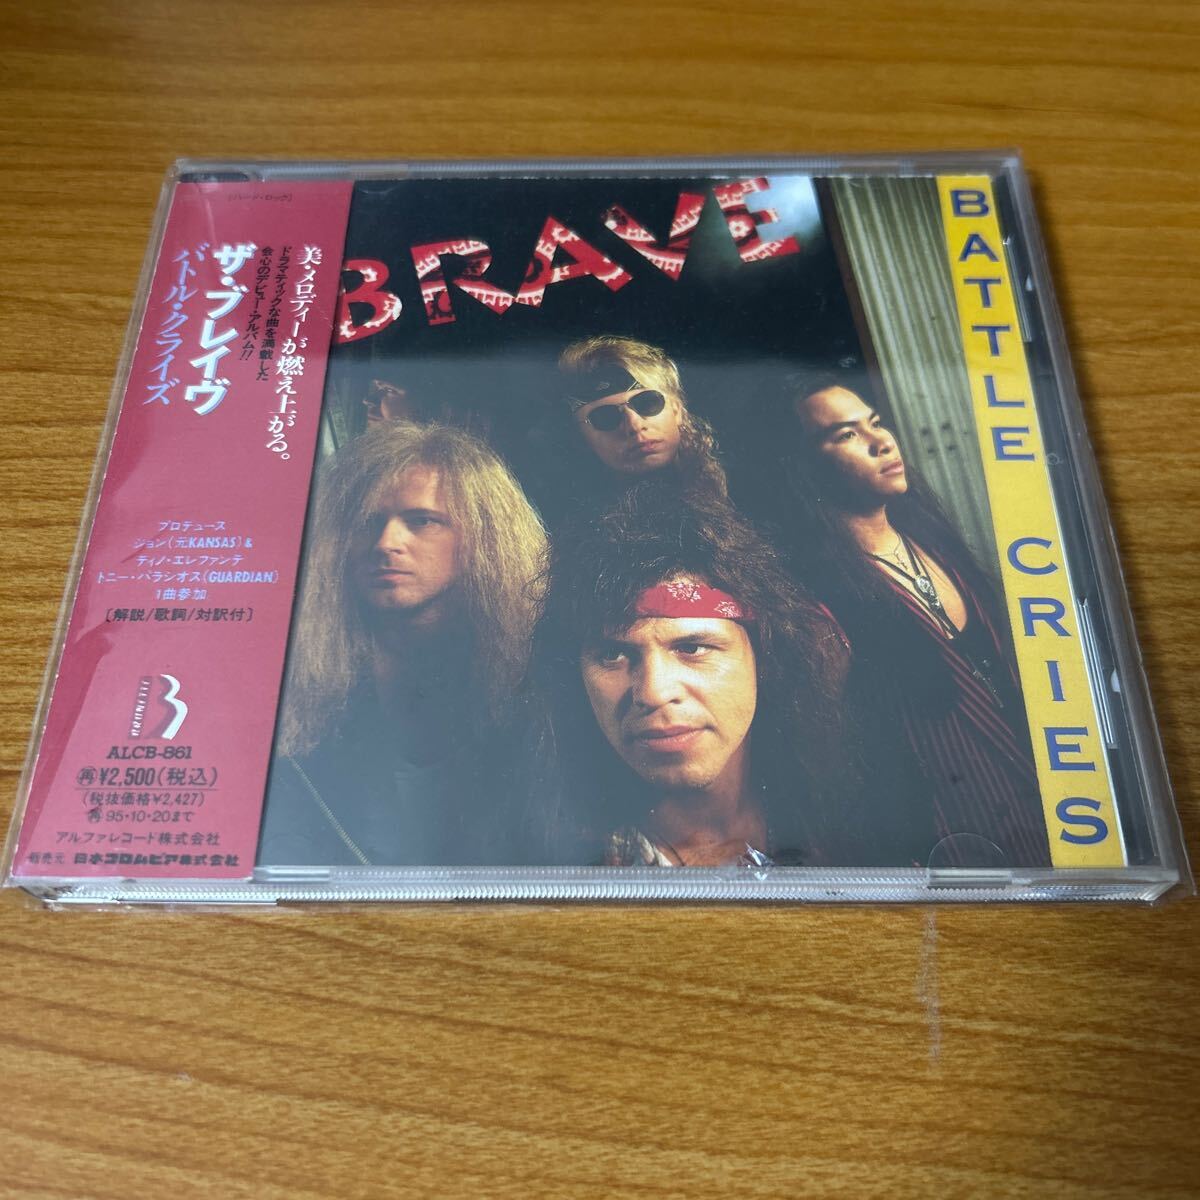 [ハード・ロック]
美・メロディーが燃え上がる。
ドラマティックな曲を満載した
会心のデビュー・アルバム!!
ザ・ブレイヴ
バトル・クライズ
プロデュース
ジョン(元KANSAS)&
ディノ・エレファンテ
トニー・パラシオス(GUARDIAN)
1曲参加
[解説/歌詞/対訳付]
ALCB-861
再¥2,500(税込)
(税抜価格¥2,427)
再95・10・20まで
アルファレコード株式会社
販売元 日本コロムビア株式会社
BRAVE
BATTLE CRIES